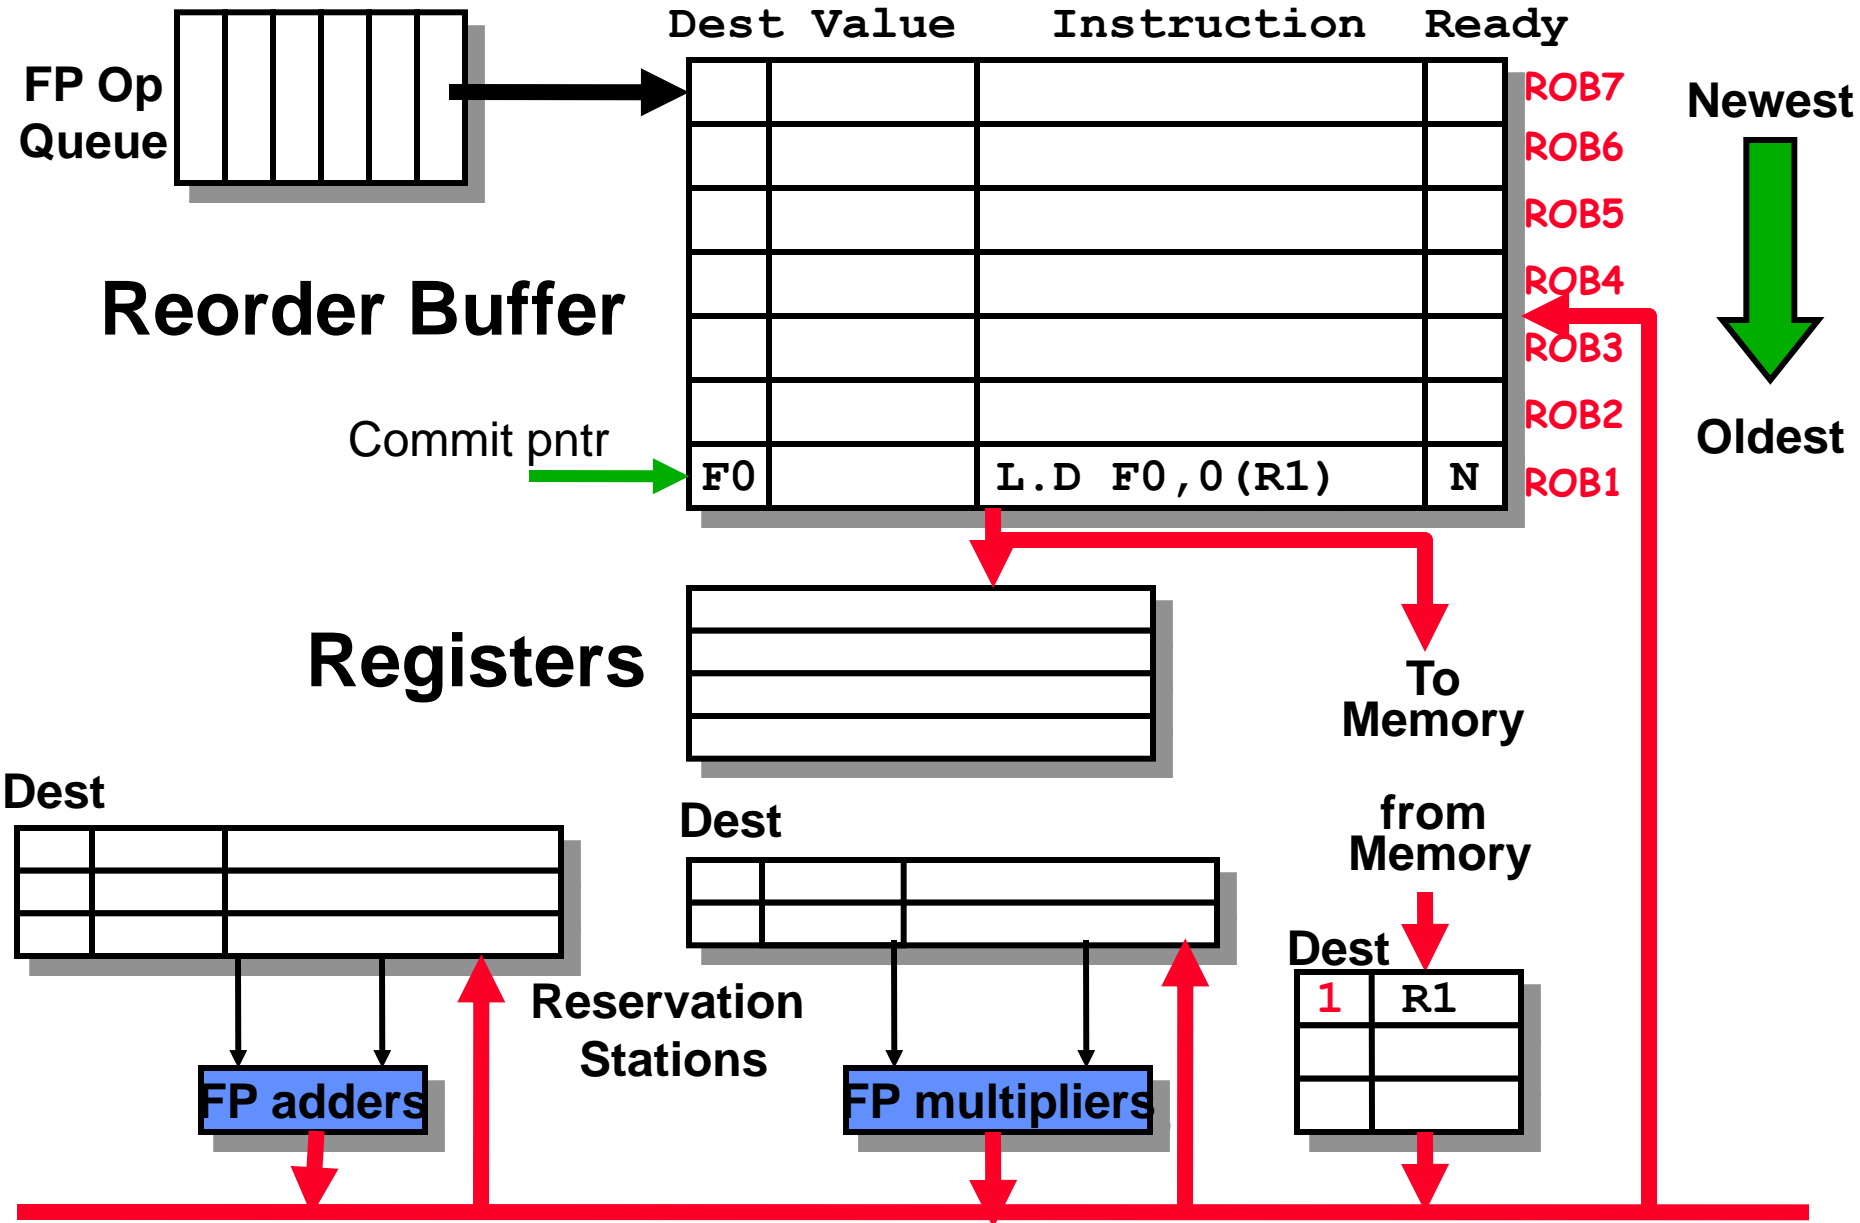 Dest Value Instruction Ready
FP Op
Queue
ROB7
ROB6
ROB5
ROB4
ROB3
ROB2
ROB1
Newest
Oldest
Reorder Buffer
Commit pntr
F0 L.D F0,0(R1) N
Registers
To
Memory
from
Memory
Dest
Dest
Dest
1 R1
Reservation
Stations
FP adders
FP multipliers